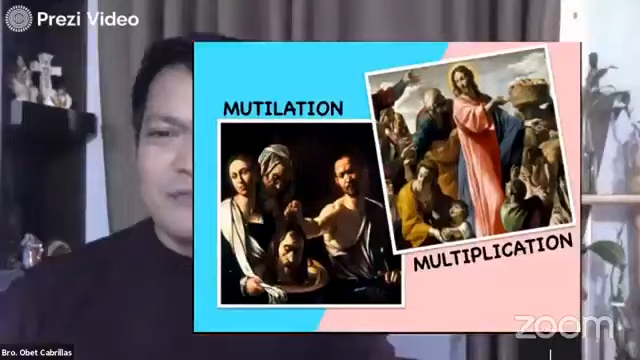 Prezi Video
MUTILATION
MULTIPLICATION
zoom
Bro. Obet Cabrillas